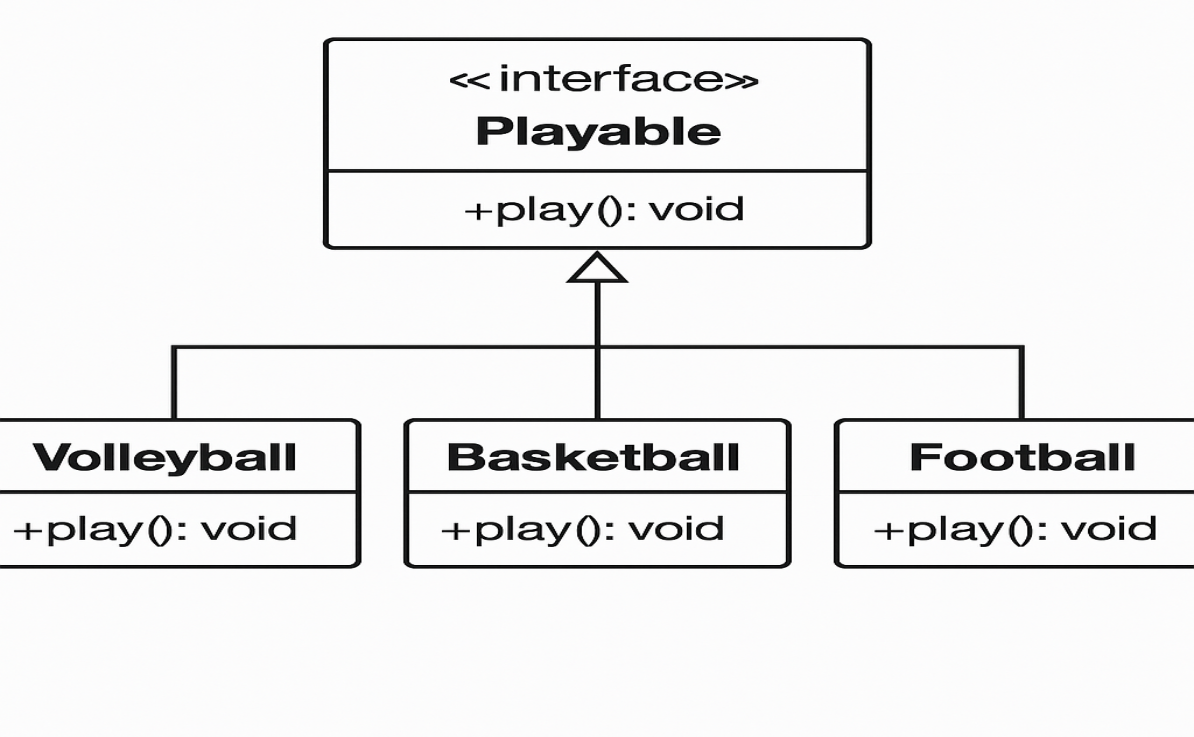 «interface»
Playable
+play(): void
Volleyball
+play(): void
Basketball
+play(): void
Football
+play(): void